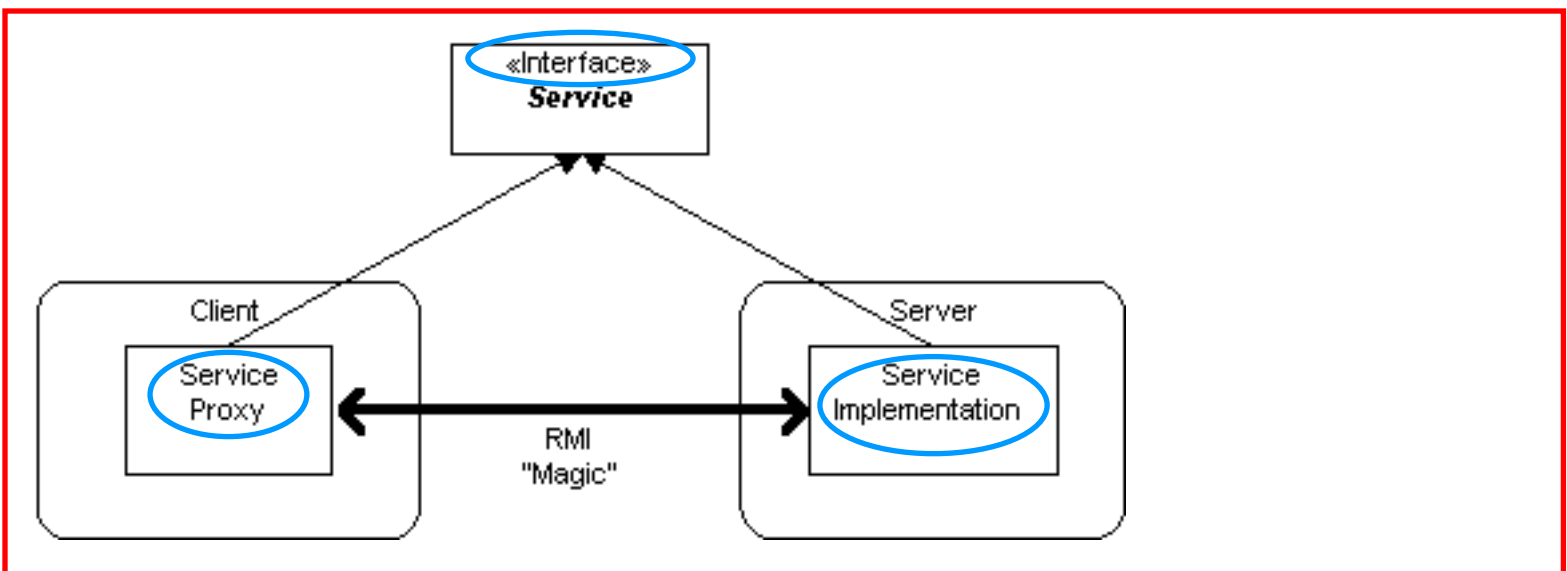 «Interface»
Service
Client
Server
Service
Proxy
Service
Implementation
RMI
"Magic"